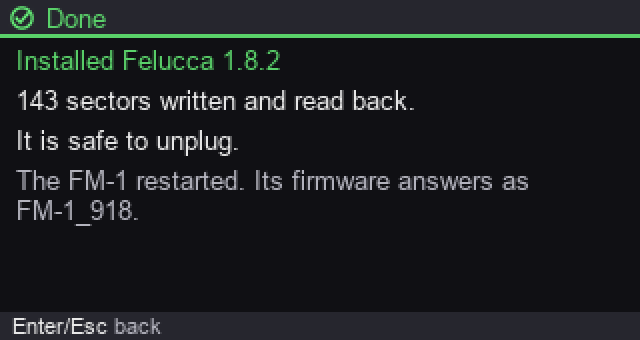 Done
Installed Felucca 1.8.2
143 sectors written and read back.
It is safe to unplug.
The FM-1 restarted. Its firmware answers as
FM-1_918.
Enter/Esc back